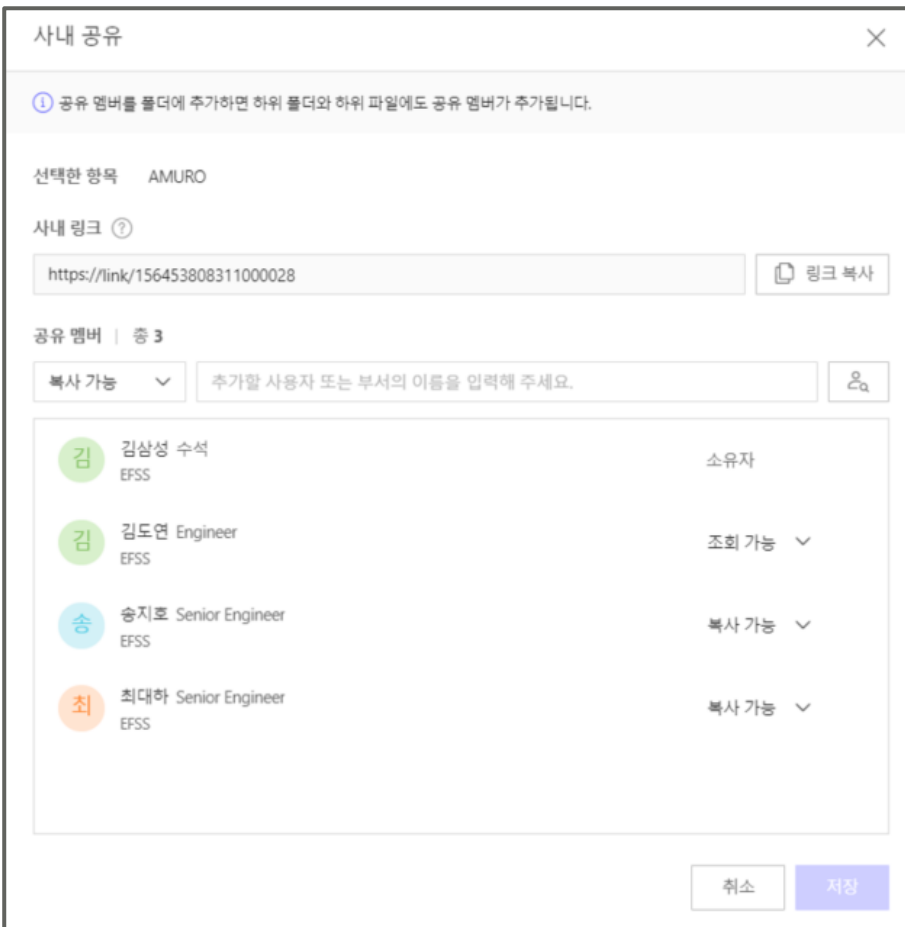 사내 공유
공유 멤버를 폴더에 추가하면 하위 폴더와 하위 파일에도 공유 멤버가 추가됩니다.
선택한 항목 AMURO
사내 링크 ?
https://link/156453808311000028 링크 복사
공유 멤버 | 총 3
복사 가능 추가할 사용자 또는 부서의 이름을 입력해 주세요.
김 김삼성 수석 소유자
EFSS
김 김도연 Engineer 조회 가능
EFSS
송 송지호 Senior Engineer 복사 가능
EFSS
최 최대하 Senior Engineer 복사 가능
EFSS
취소 저장